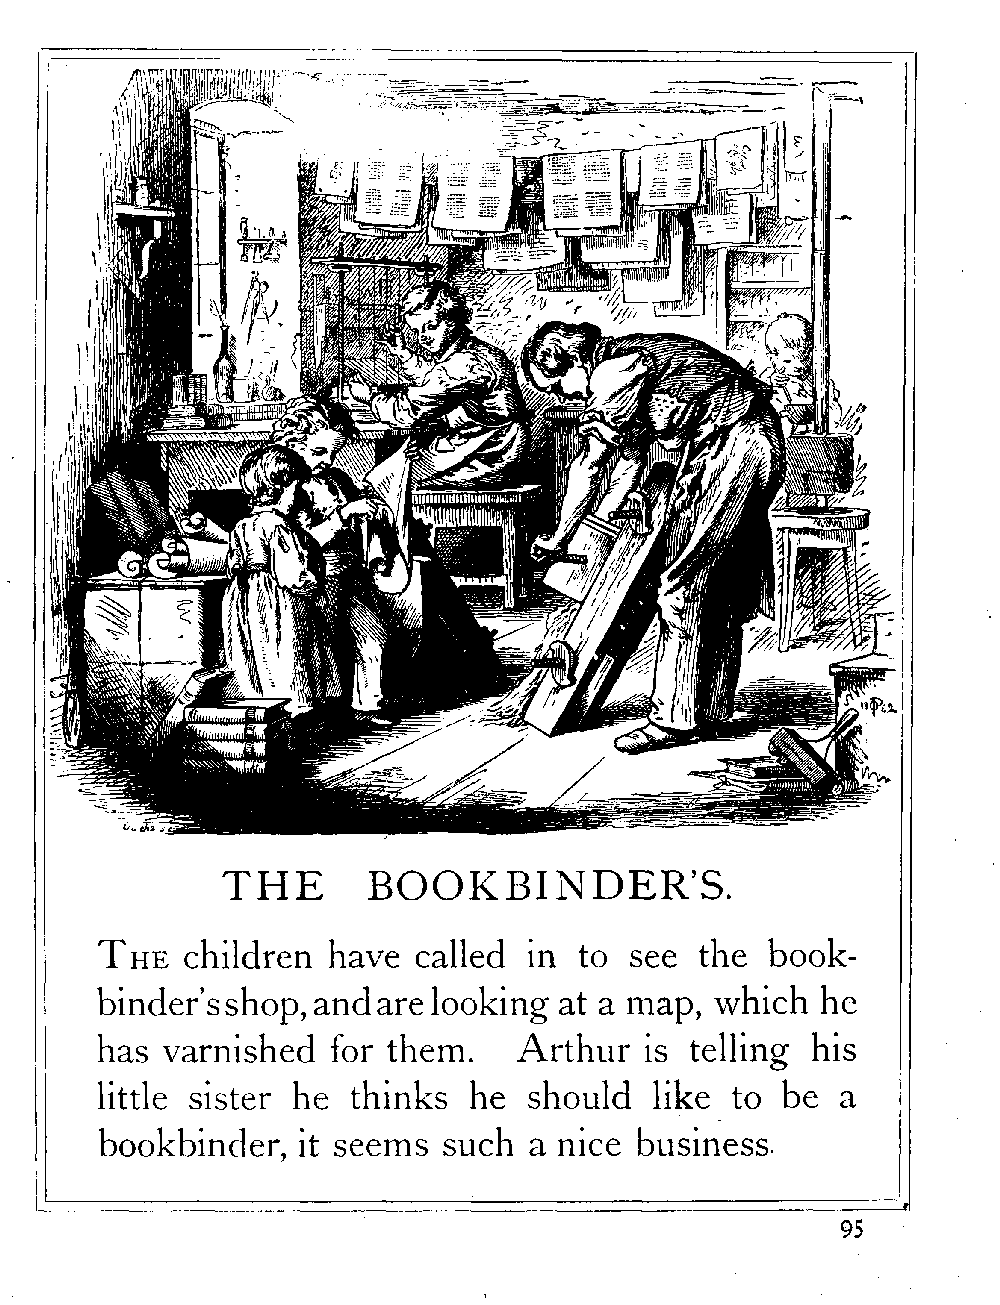 THE BOOKBINDER'S.
THE children have called in to see the book-
binder's shop, and are looking at a map, which he
has varnished for them. Arthur is telling his
little sister he thinks he should like to be a
bookbinder, it seems such a nice business.
95